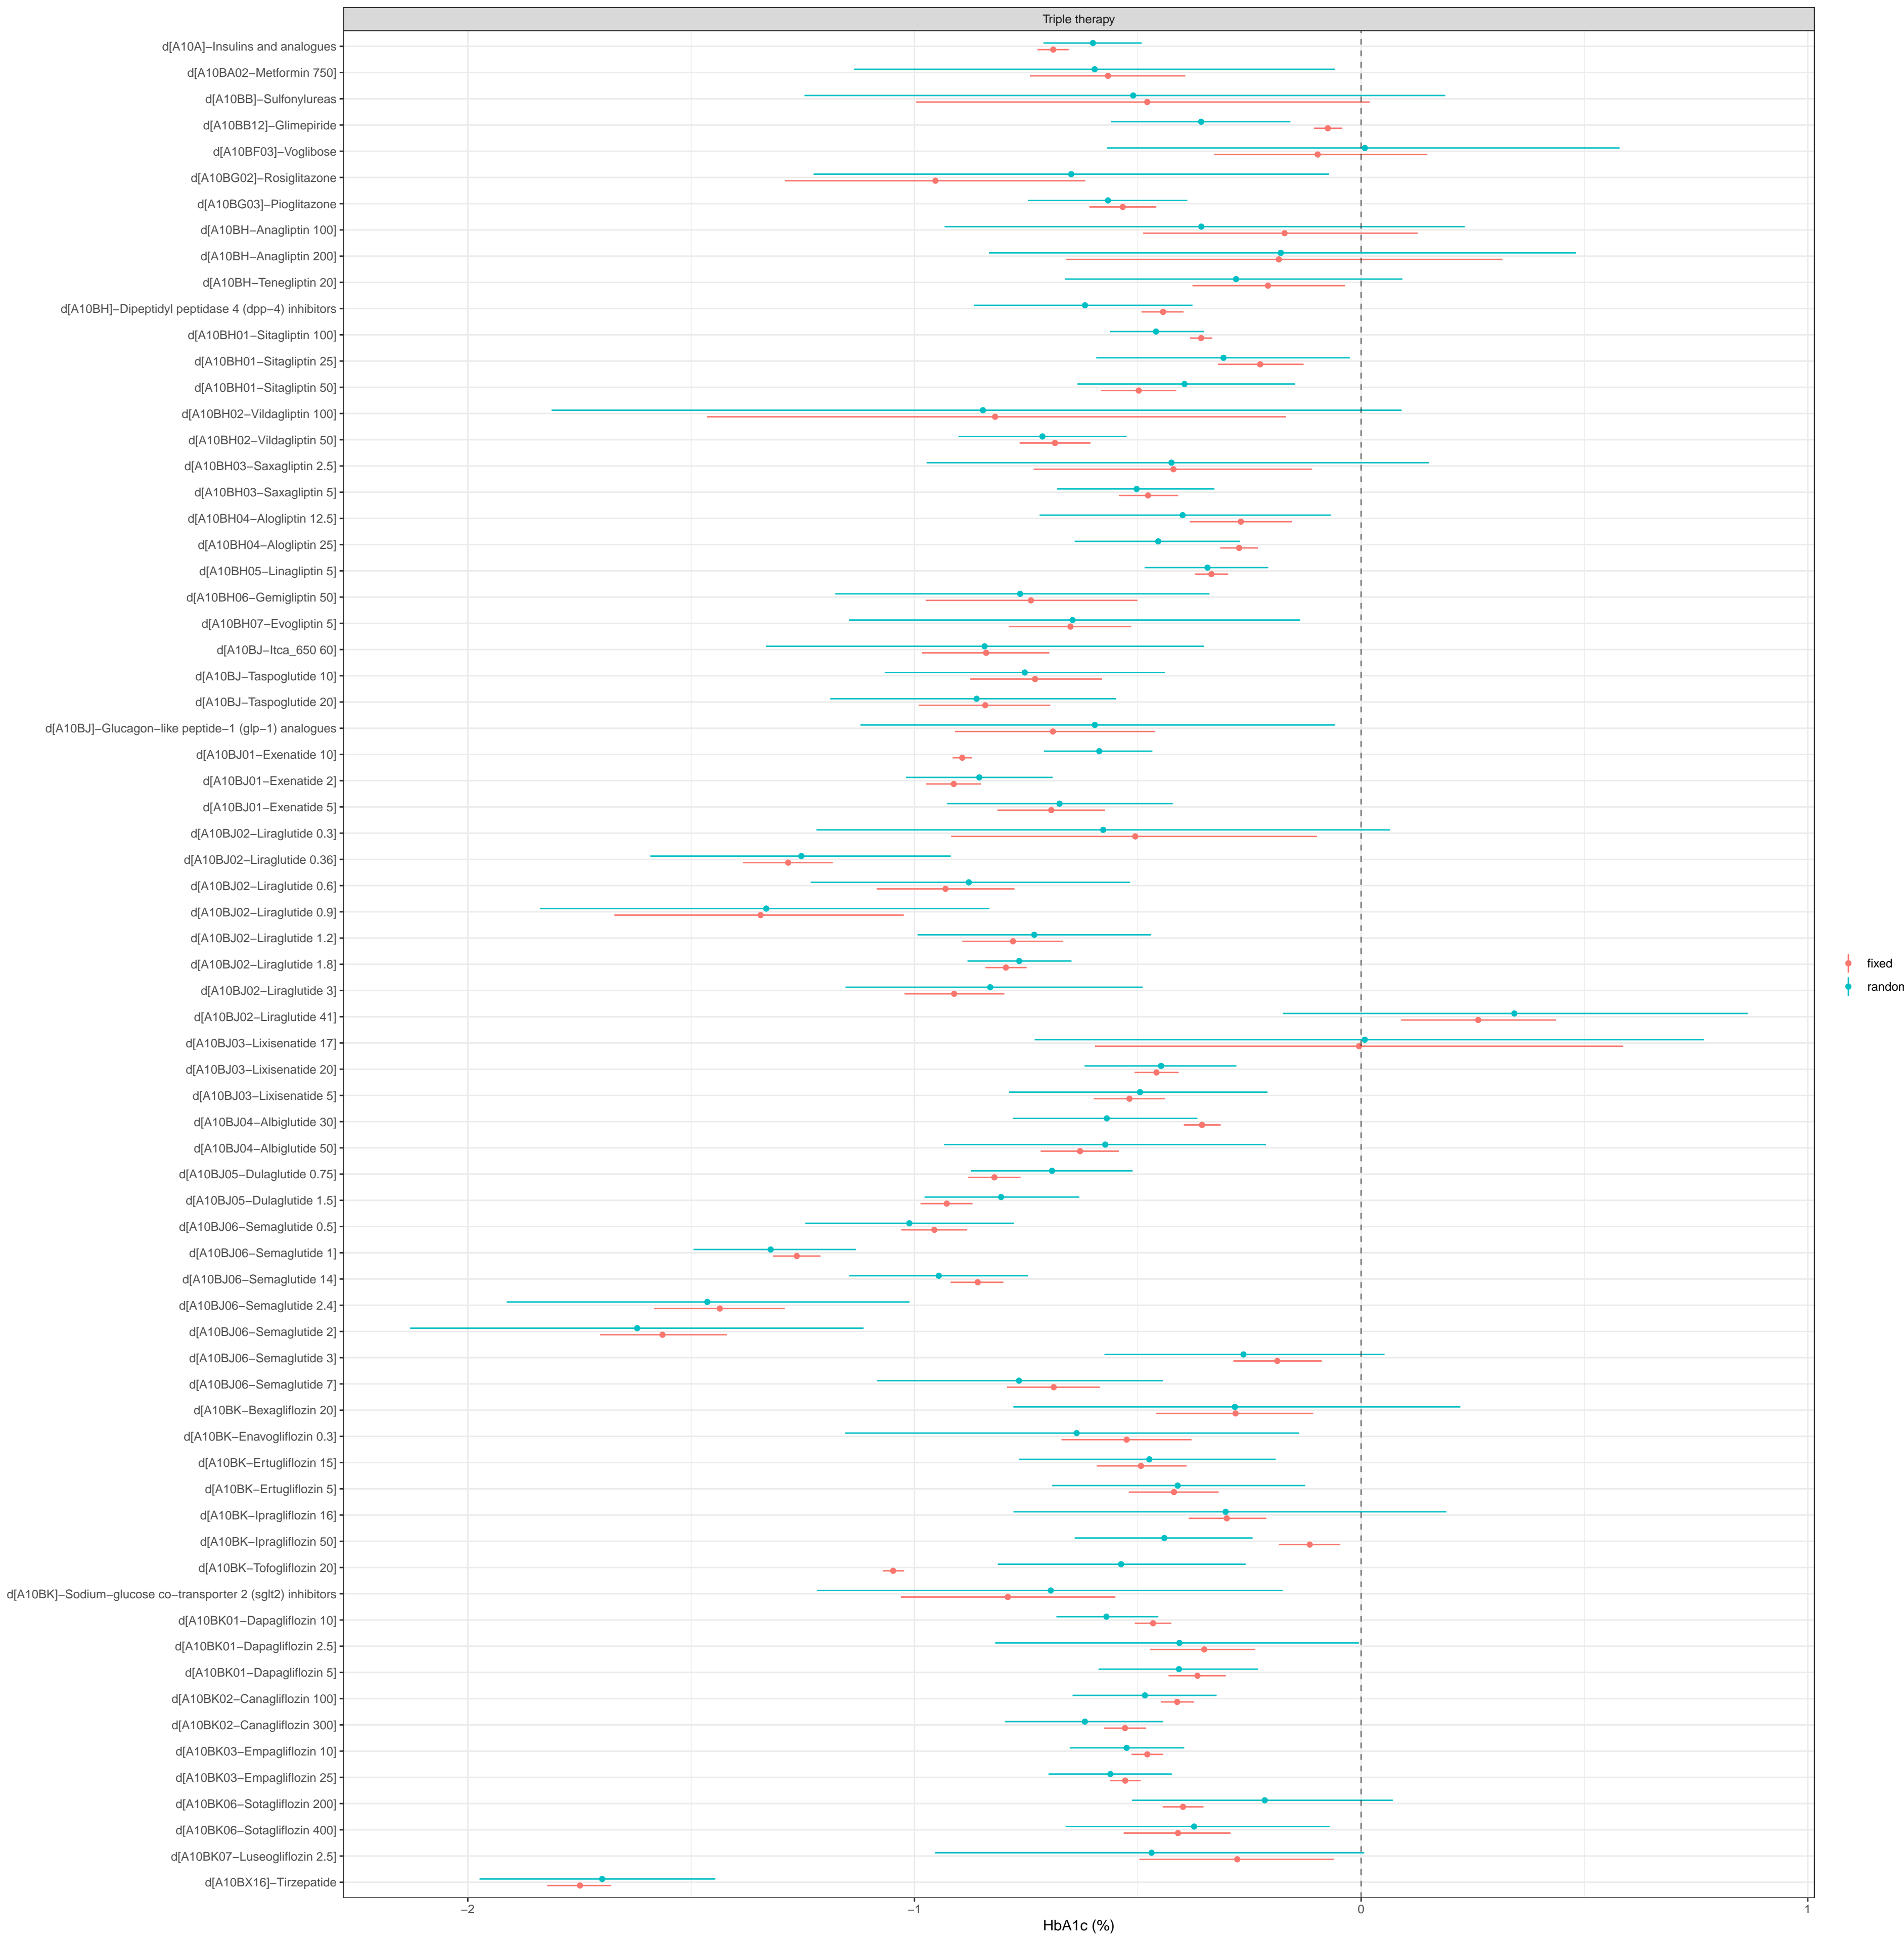 Triple therapy
d[A10A]−Insulins and analogues
d[A10BA02−Metformin 750]
d[A10BB]−Sulfonylureas
d[A10BB12]−Glimepiride
d[A10BF03]−Voglibose
d[A10BG02]−Rosiglitazone
d[A10BG03]−Pioglitazone
d[A10BH−Anagliptin 100]
d[A10BH−Anagliptin 200]
d[A10BH−Tenegliptin 20]
d[A10BH]−Dipeptidyl peptidase 4 (dpp−4) inhibitors
d[A10BH01−Sitagliptin 100]
d[A10BH01−Sitagliptin 25]
d[A10BH01−Sitagliptin 50]
d[A10BH02−Vildagliptin 100]
d[A10BH02−Vildagliptin 50]
d[A10BH03−Saxagliptin 2.5]
d[A10BH03−Saxagliptin 5]
d[A10BH04−Alogliptin 12.5]
d[A10BH04−Alogliptin 25]
d[A10BH05−Linagliptin 5]
d[A10BH06−Gemigliptin 50]
d[A10BH07−Evogliptin 5]
d[A10BJ−Itca_650 60]
d[A10BJ−Taspoglutide 10]
d[A10BJ−Taspoglutide 20]
d[A10BJ]−Glucagon−like peptide−1 (glp−1) analogues
d[A10BJ01−Exenatide 10]
d[A10BJ01−Exenatide 2]
d[A10BJ01−Exenatide 5]
d[A10BJ02−Liraglutide 0.3]
d[A10BJ02−Liraglutide 0.36]
d[A10BJ02−Liraglutide 0.6]
d[A10BJ02−Liraglutide 0.9]
d[A10BJ02−Liraglutide 1.2]
d[A10BJ02−Liraglutide 1.8]
d[A10BJ02−Liraglutide 3]
d[A10BJ02−Liraglutide 41]
d[A10BJ03−Lixisenatide 17]
d[A10BJ03−Lixisenatide 20]
d[A10BJ03−Lixisenatide 5]
d[A10BJ04−Albiglutide 30]
d[A10BJ04−Albiglutide 50]
d[A10BJ05−Dulaglutide 0.75]
d[A10BJ05−Dulaglutide 1.5]
d[A10BJ06−Semaglutide 0.5]
d[A10BJ06−Semaglutide 1]
d[A10BJ06−Semaglutide 14]
d[A10BJ06−Semaglutide 2.4]
d[A10BJ06−Semaglutide 2]
d[A10BJ06−Semaglutide 3]
d[A10BJ06−Semaglutide 7]
d[A10BK−Bexagliflozin 20]
d[A10BK−Enavogliflozin 0.3]
d[A10BK−Ertugliflozin 15]
d[A10BK−Ertugliflozin 5]
d[A10BK−Ipragliflozin 16]
d[A10BK−Ipragliflozin 50]
d[A10BK−Tofogliflozin 20]
d[A10BK]−Sodium−glucose co−transporter 2 (sglt2) inhibitors
d[A10BK01−Dapagliflozin 10]
d[A10BK01−Dapagliflozin 2.5]
d[A10BK01−Dapagliflozin 5]
d[A10BK02−Canagliflozin 100]
d[A10BK02−Canagliflozin 300]
d[A10BK03−Empagliflozin 10]
d[A10BK03−Empagliflozin 25]
d[A10BK06−Sotagliflozin 200]
d[A10BK06−Sotagliflozin 400]
d[A10BK07−Luseogliflozin 2.5]
d[A10BX16]−Tirzepatide
−2 −1 0 1
HbA1c (%)
fixed
random